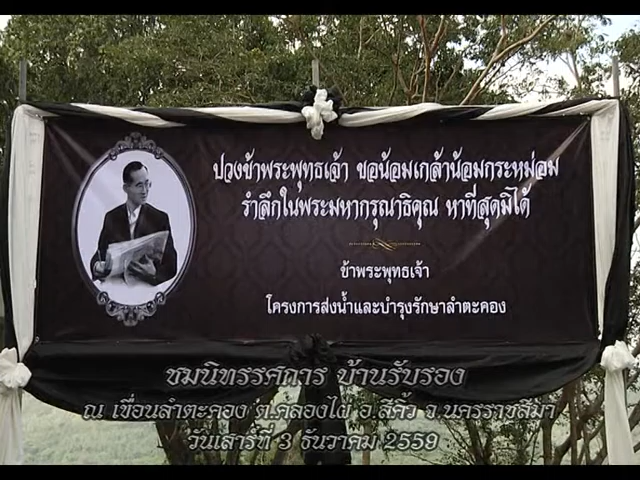 ปวงข้าพระพุทธเจ้า ขอน้อมเกล้าน้อมกระหม่อม
รำลึกในพระมหากรุณาธิคุณ หาที่สุดมิได้
ข้าพระพุทธเจ้า
โครงการส่งน้ำและบำรุงรักษาลำตะคอง
ชมนิทรรศการ บ้านรับรอง
ณ เขื่อนลำตะคอง ต.คลองไผ่ อ.สีคิ้ว จ.นครราชสีมา
วันเสาร์ที่ 3 ธันวาคม 2559